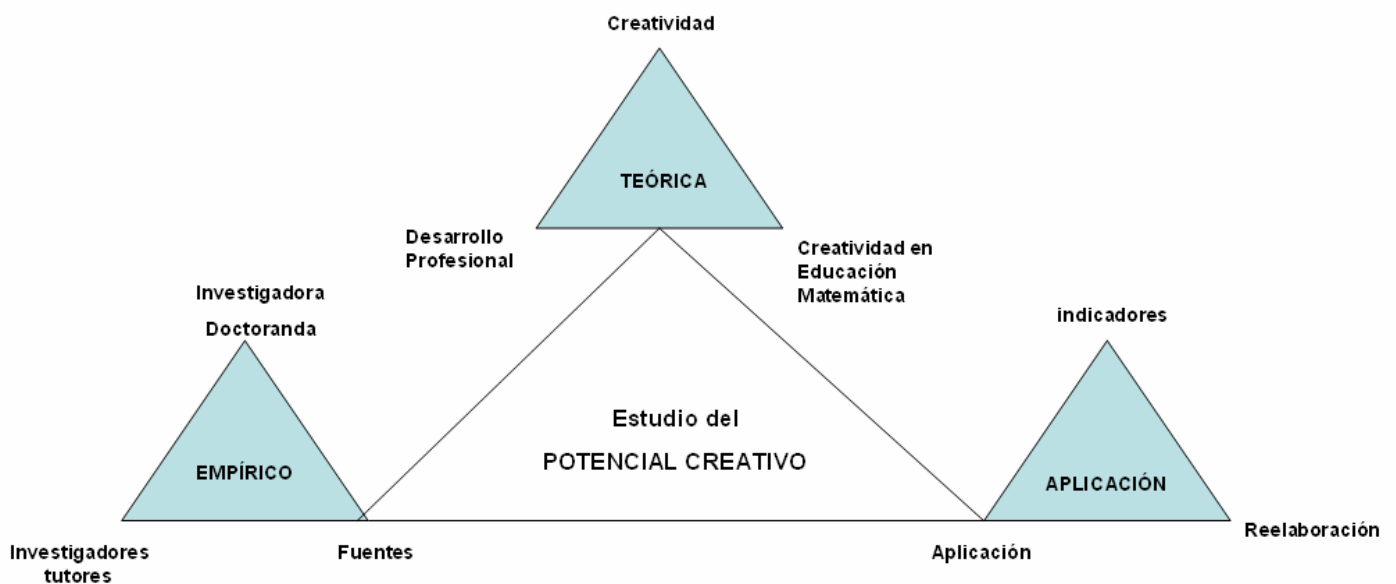 Creatividad
TEÓRICA
Desarrollo
Profesional
Creatividad en
Educación
Matemática
Investigadora
Doctoranda
indicadores
Estudio del
POTENCIAL CREATIVO
EMPÍRICO
APLICACIÓN
Investigadores
tutores
Fuentes
Aplicación
Reelaboración